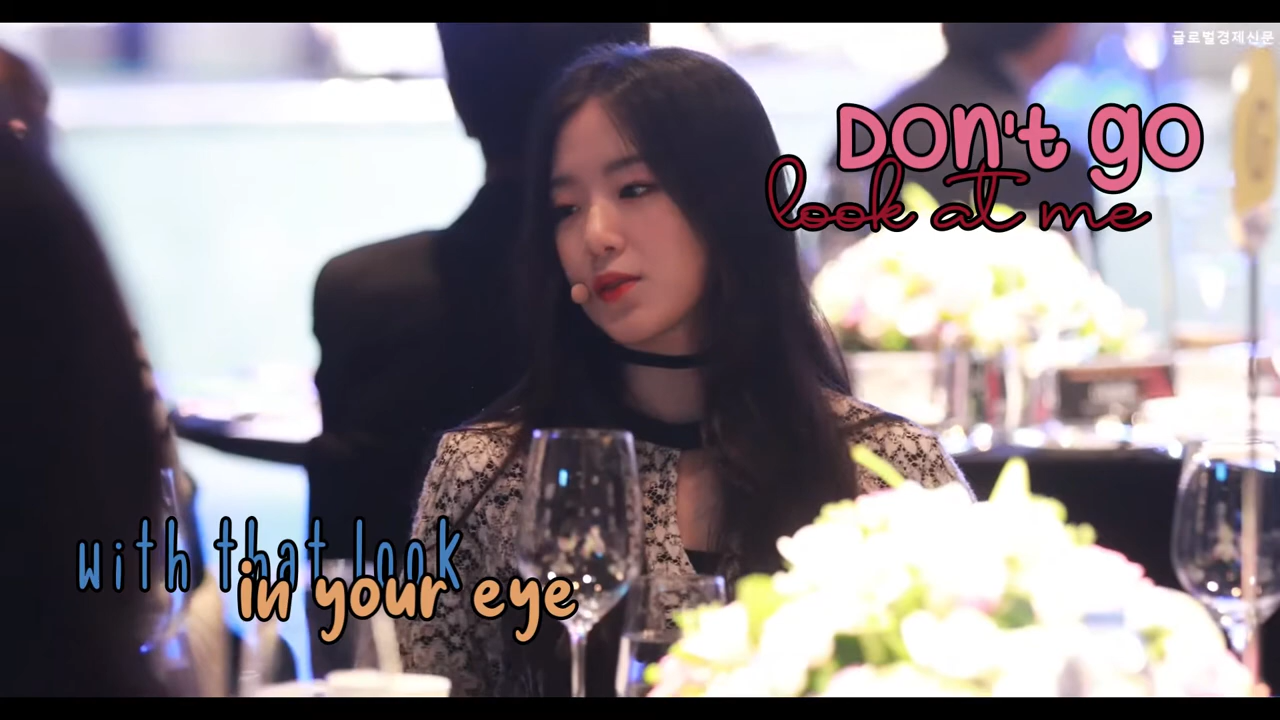 글로벌경제신문
DON't go
look at me
with that look
in your eye